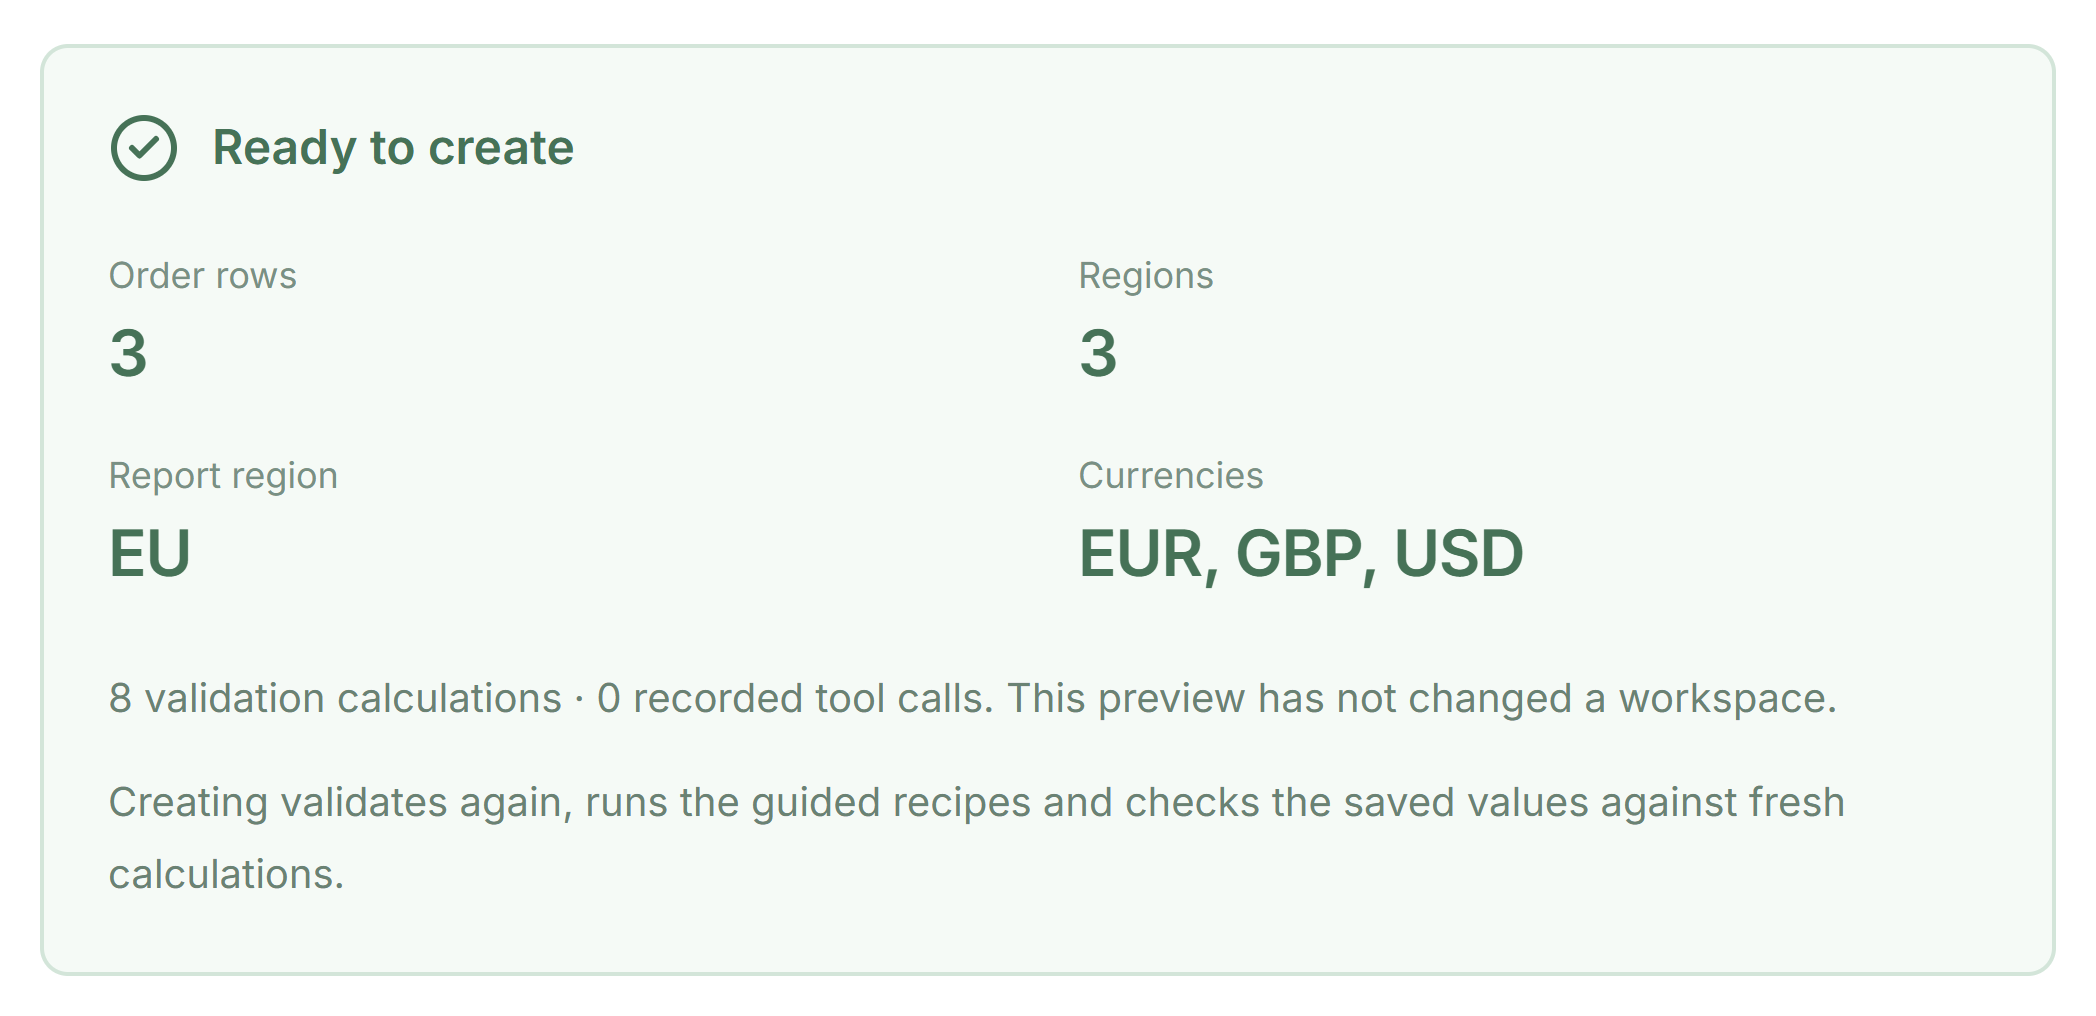 Ready to create
Order rows
3
Regions
3
Report region
EU
Currencies
EUR, GBP, USD
8 validation calculations · 0 recorded tool calls. This preview has not changed a workspace.
Creating validates again, runs the guided recipes and checks the saved values against fresh
calculations.